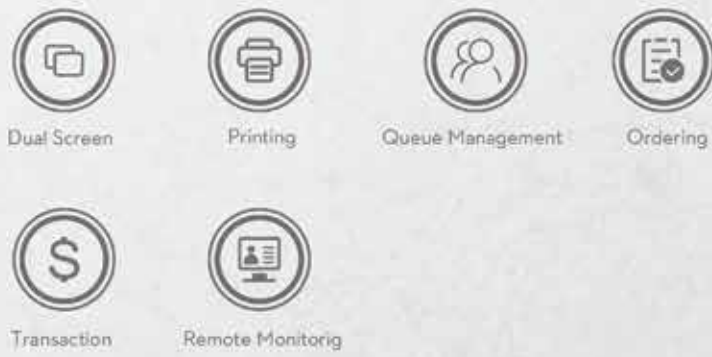 Dual Screen
Printing
Queue Management
Ordering
Transaction
Remote Monitorig